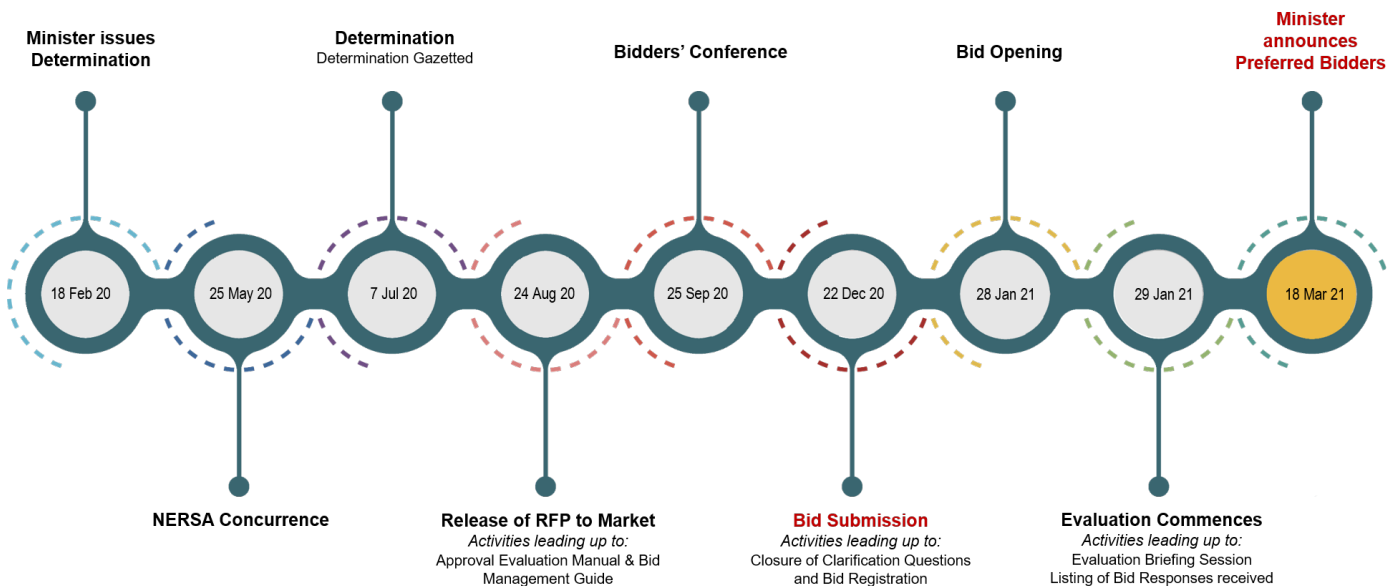 Minister issues
Determination
Determination
Determination Gazetted
Bidders' Conference
Bid Opening
Minister
announces
Preferred Bidders
18 Feb 20
25 May 20
7 Jul 20
24 Aug 20
25 Sep 20
22 Dec 20
28 Jan 21
29 Jan 21
18 Mar 21
NERSA Concurrence
Release of RFP to Market
Activities leading up to:
Approval Evaluation Manual & Bid
Management Guide
Bid Submission
Activities leading up to:
Closure of Clarification Questions
and Bid Registration
Evaluation Commences
Activities leading up to:
Evaluation Briefing Session
Listing of Bid Responses received